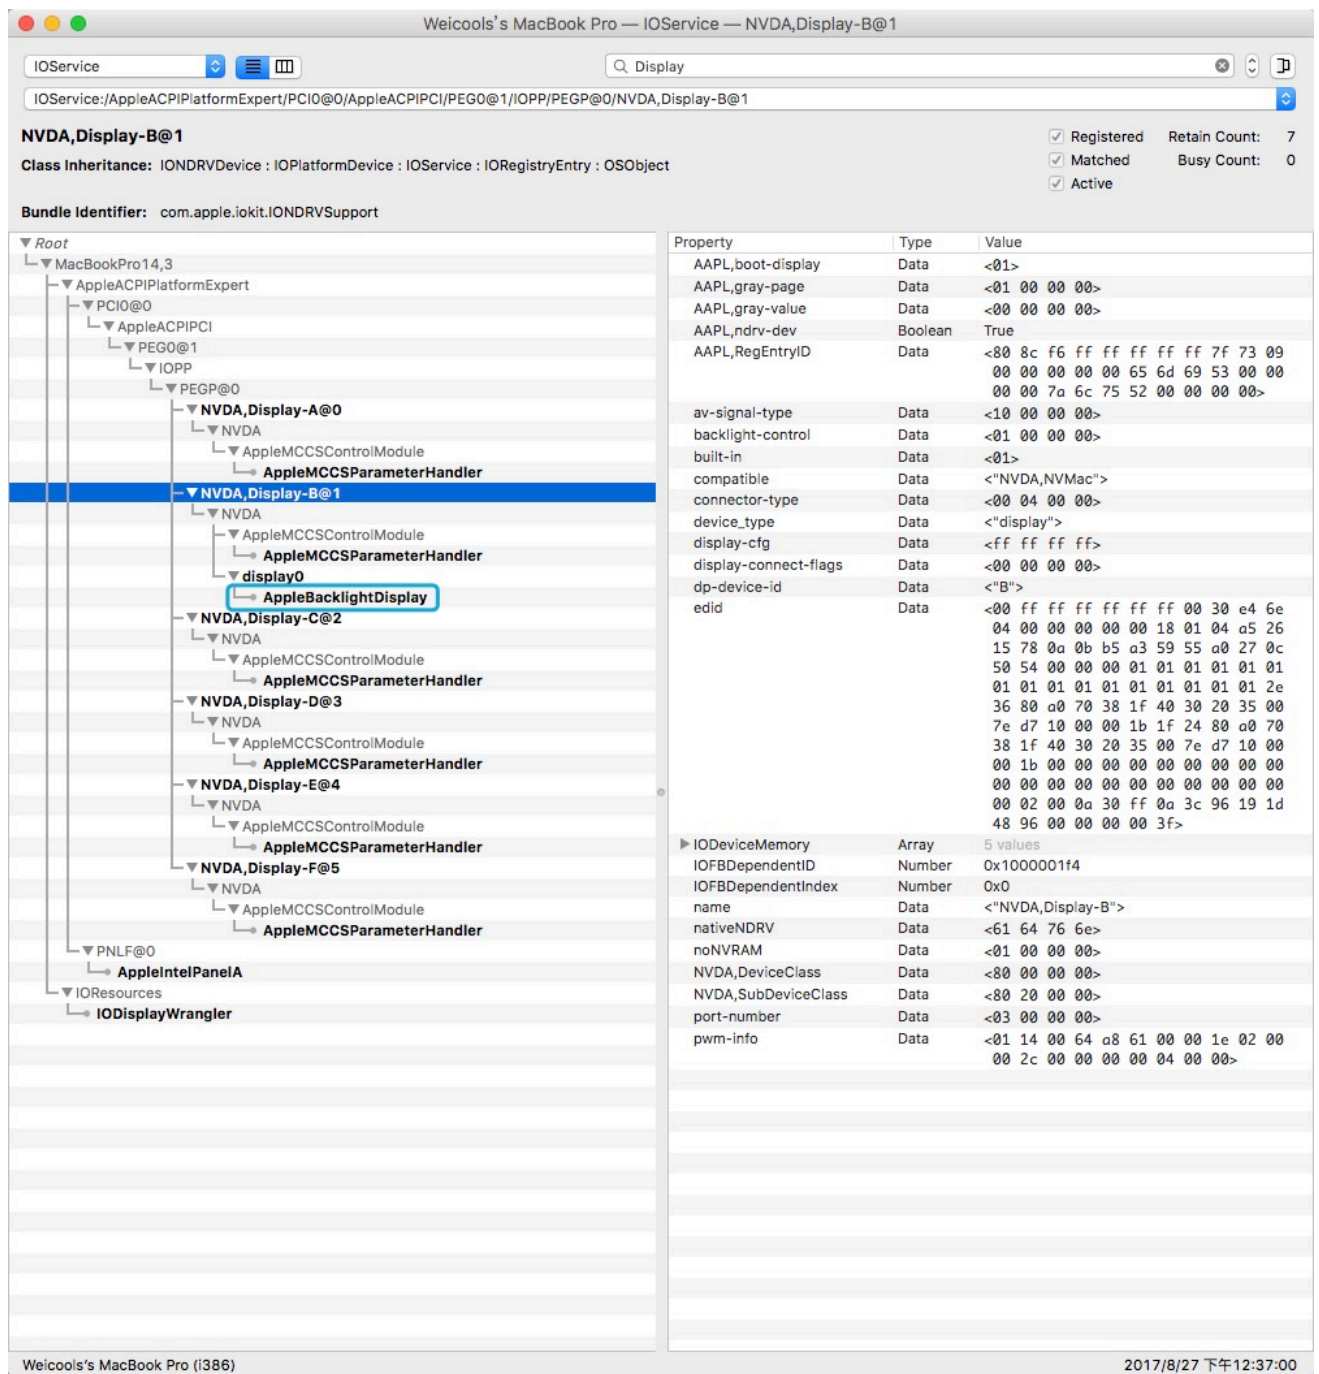 Weicools's MacBook Pro — IOService — NVDA,Display-B@1
IOService
Display
IOService:/AppleACPIPlatformExpert/PCI0@0/AppleACPIPCI/PEG0@1/IOPP/PEGP@0/NVDA,Display-B@1
NVDA,Display-B@1
Registered Retain Count: 7
Class Inheritance: IONDRVDevice : IOPlatformDevice : IOService : IORegistryEntry : OSObject
Matched Busy Count: 0
Active
Bundle Identifier: com.apple.iokit.IONDRVSupport
Root
MacBookPro14,3
AppleACPIPlatformExpert
PCI0@0
AppleACPIPCI
PEG0@1
IOPP
PEGP@0
NVDA,Display-A@0
NVDA
AppleMCCSControlModule
AppleMCCSParameterHandler
NVDA,Display-B@1
NVDA
AppleMCCSControlModule
AppleMCCSParameterHandler
display0
AppleBacklightDisplay
NVDA,Display-C@2
NVDA
AppleMCCSControlModule
AppleMCCSParameterHandler
NVDA,Display-D@3
NVDA
AppleMCCSControlModule
AppleMCCSParameterHandler
NVDA,Display-E@4
NVDA
AppleMCCSControlModule
AppleMCCSParameterHandler
NVDA,Display-F@5
NVDA
AppleMCCSControlModule
AppleMCCSParameterHandler
PNLF@0
AppleIntelPanelA
IOResources
IODisplayWrangler
Property Type Value
AAPL,boot-display Data <01>
AAPL,gray-page Data <01 00 00 00>
AAPL,gray-value Data <00 00 00 00>
AAPL,ndrv-dev Boolean True
AAPL,RegEntryID Data <80 8c f6 ff ff ff ff ff 7f 73 09
00 00 00 00 00 65 6d 69 53 00 00
00 00 7a 6c 75 52 00 00 00 00>
av-signal-type Data <10 00 00 00>
backlight-control Data <01 00 00 00>
built-in Data <01>
compatible Data <"NVDA,NVMac">
connector-type Data <00 04 00 00>
device_type Data <"display">
display-cfg Data <ff ff ff ff>
display-connect-flags Data <00 00 00 00>
dp-device-id Data <"B">
edid Data <00 ff ff ff ff ff ff 00 30 e4 6e
04 00 00 00 00 00 18 01 04 a5 26
15 78 0a 0b b5 a3 59 55 a0 27 0c
50 54 00 00 00 01 01 01 01 01 01
01 01 01 01 01 01 01 01 01 01 2e
36 80 a0 70 38 1f 40 30 20 35 00
7e d7 10 00 00 1b 1f 24 80 a0 70
38 1f 40 30 20 35 00 7e d7 10 00
00 1b 00 00 00 00 00 00 00 00 00
00 00 00 00 00 00 00 00 00 00 00
00 02 00 0a 30 ff 0a 3c 96 19 1d
48 96 00 00 00 00 3f>
IODeviceMemory Array 5 values
IOFBDependentID Number 0x1000001f4
IOFBDependentIndex Number 0x0
name Data <"NVDA,Display-B">
nativeNDRV Data <61 64 76 6e>
noNVRAM Data <01 00 00 00>
NVDA,DeviceClass Data <80 00 00 00>
NVDA,SubDeviceClass Data <80 20 00 00>
port-number Data <03 00 00 00>
pwm-info Data <01 14 00 64 a8 61 00 00 1e 02 00
00 2c 00 00 00 00 04 00 00>
Weicools's MacBook Pro (i386) 2017/8/27 下午12:37:00